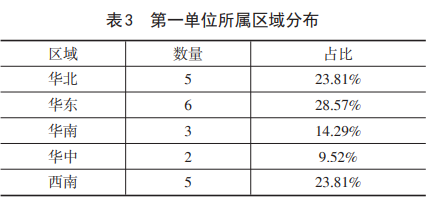 表3 第一单位所属区域分布
区域 数量 占比
华北 5 23.81%
华东 6 28.57%
华南 3 14.29%
华中 2 9.52%
西南 5 23.81%